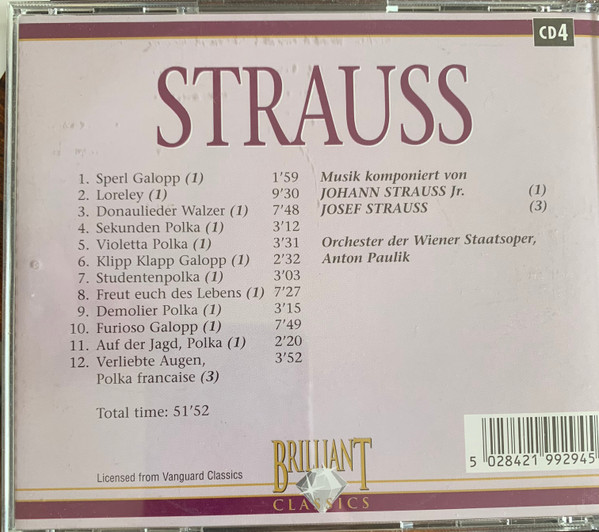 CD4
STRAUSS
1. Sperl Galopp (1) 1'59
2. Loreley (1) 9'30
3. Donaulieder Walzer (1) 7'48
4. Sekunden Polka (1) 3'12
5. Violetta Polka (1) 3'31
6. Klipp Klapp Galopp (1) 2'32
7. Studentenpolka (1) 3'03
8. Freut euch des Lebens (1) 7'27
9. Demolier Polka (1) 3'15
10. Furioso Galopp (1) 7'49
11. Auf der Jagd, Polka (1) 2'20
12. Verliebte Augen, 3'52
Polka francaise (3)
Total time: 51'52
Musik komponiert von
JOHANN STRAUSS Jr. (1)
JOSEF STRAUSS (3)
Orchester der Wiener Staatsoper,
Anton Paulik
Licensed from Vanguard Classics
BRILLIANT
CLASSICS
5 028421 992945